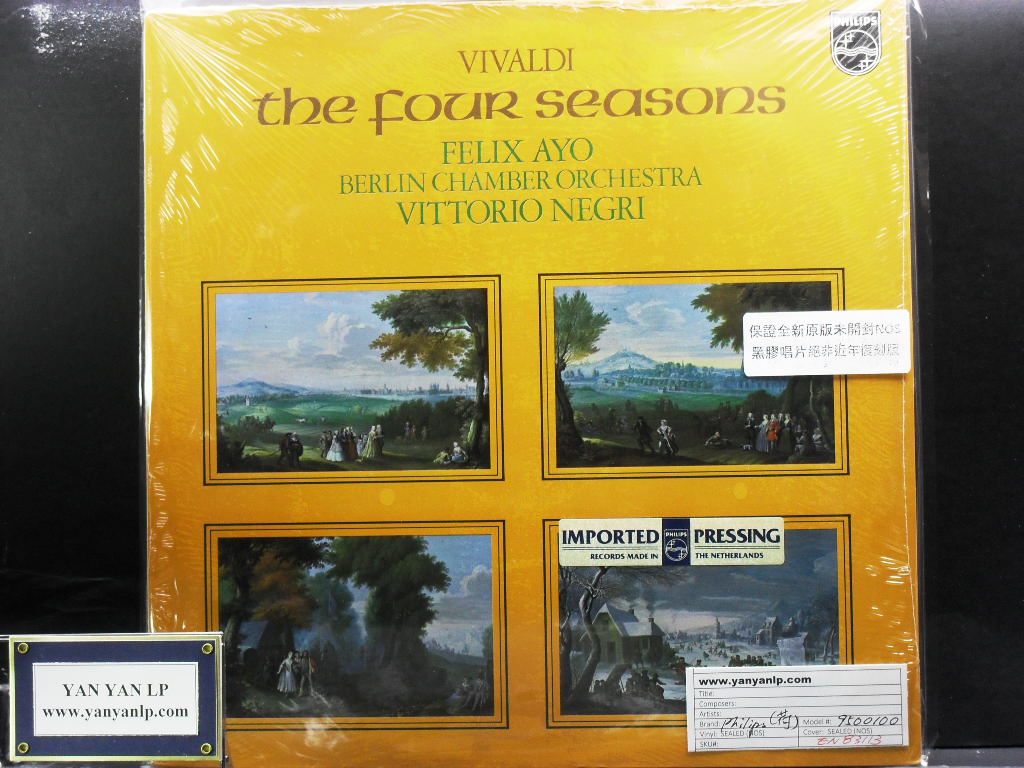 PHILIPS
VIVALDI
the four seasons
FELIX AYO
BERLIN CHAMBER ORCHESTRA
VITTORIO NEGRI
保證全新原版未開封NOS
黑膠唱片絕非近年復刻版
IMPORTED PHILIPS PRESSING
RECORDS MADE IN THE NETHERLANDS
YAN YAN LP
www.yanyanlp.com
www.yanyanlp.com
Title:
Composers:
Artists:
Brand: Philips (荷) Model #: 9500100
Vinyl: SEALED (NOS) Cover: SEALED (NOS)
SKU#: EN83113